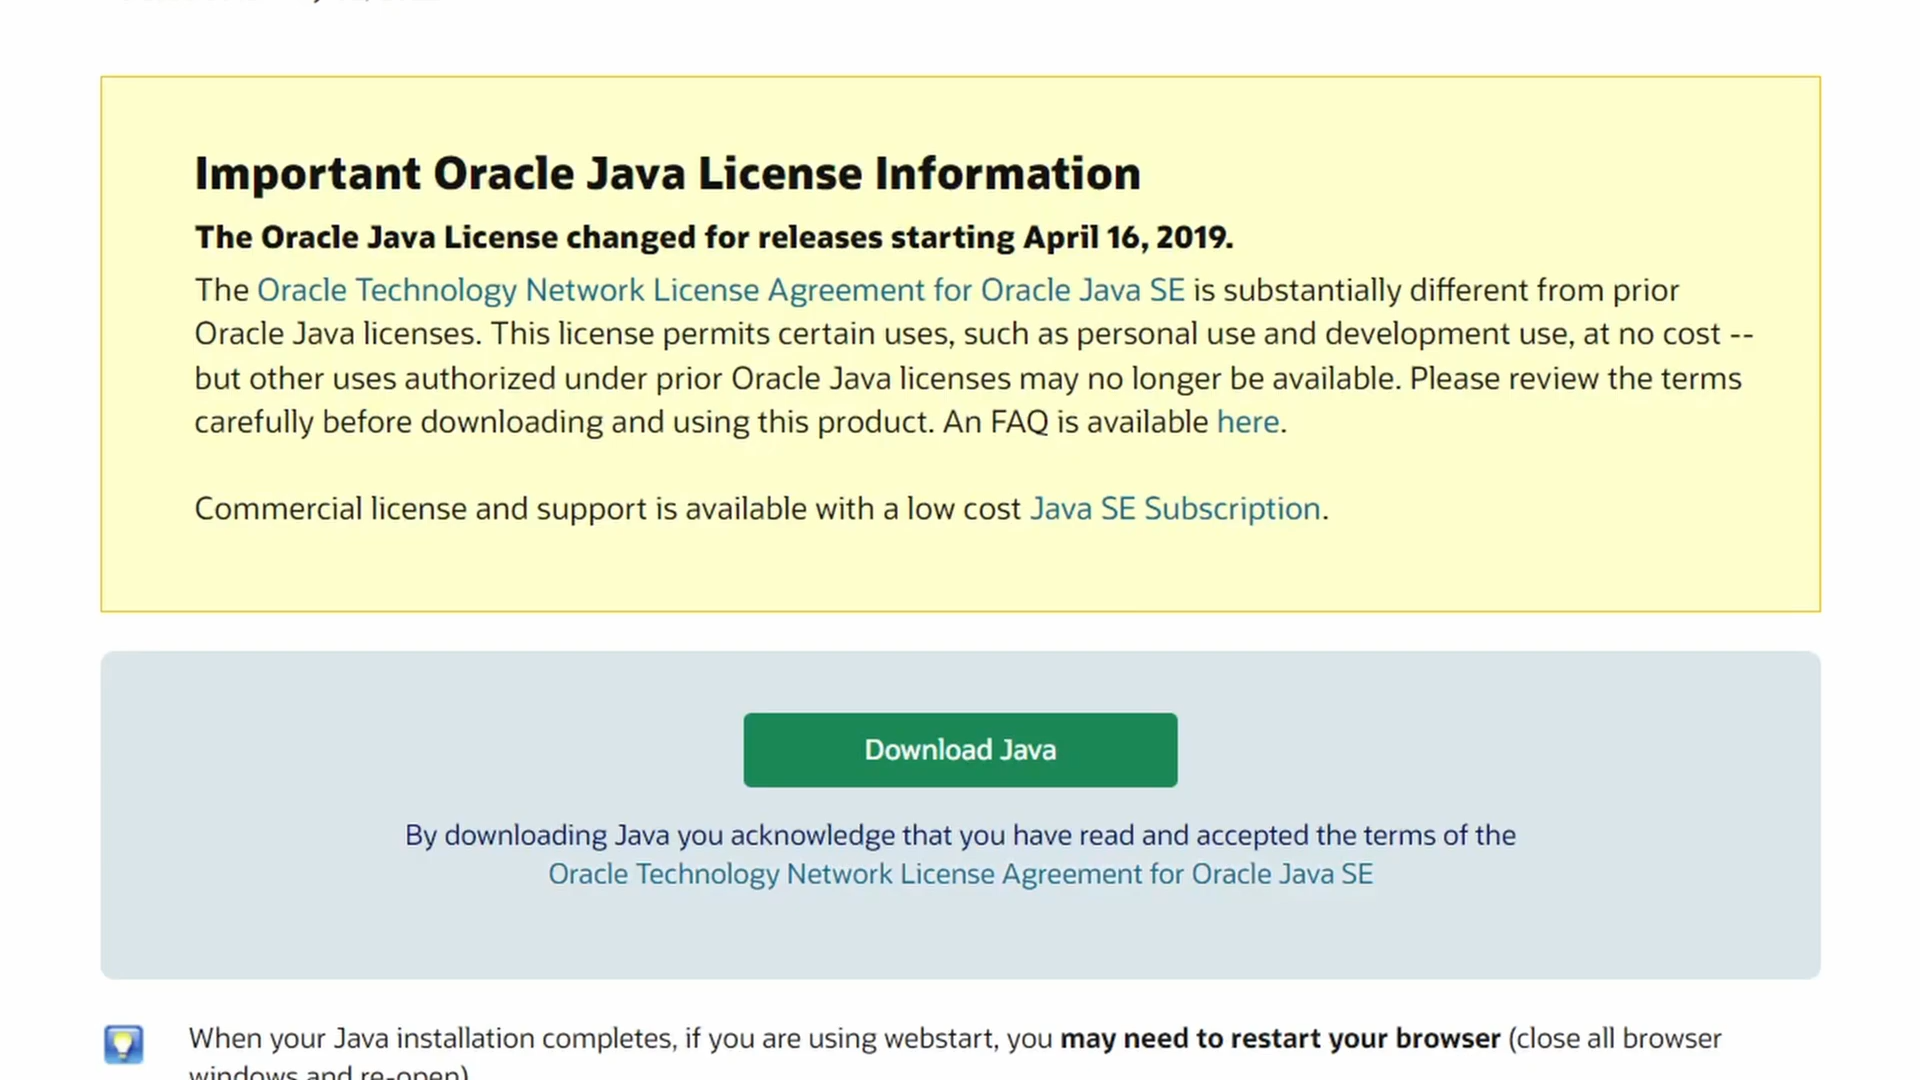 Important Oracle Java License Information
The Oracle Java License changed for releases starting April 16, 2019.
The Oracle Technology Network License Agreement for Oracle Java SE is substantially different from prior
Oracle Java licenses. This license permits certain uses, such as personal use and development use, at no cost --
but other uses authorized under prior Oracle Java licenses may no longer be available. Please review the terms
carefully before downloading and using this product. An FAQ is available here.
Commercial license and support is available with a low cost Java SE Subscription.
Download Java
By downloading Java you acknowledge that you have read and accepted the terms of the
Oracle Technology Network License Agreement for Oracle Java SE
When your Java installation completes, if you are using webstart, you may need to restart your browser (close all browser
windows and re-open)